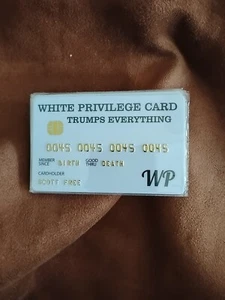 WHITE PRIVILEGE CARD
TRUMPS EVERYTHING
0045 0045 0045 0045
MEMBER SINCE BIRTH GOOD THRU DEATH
CARDHOLDER
SCOTT FREE
WP